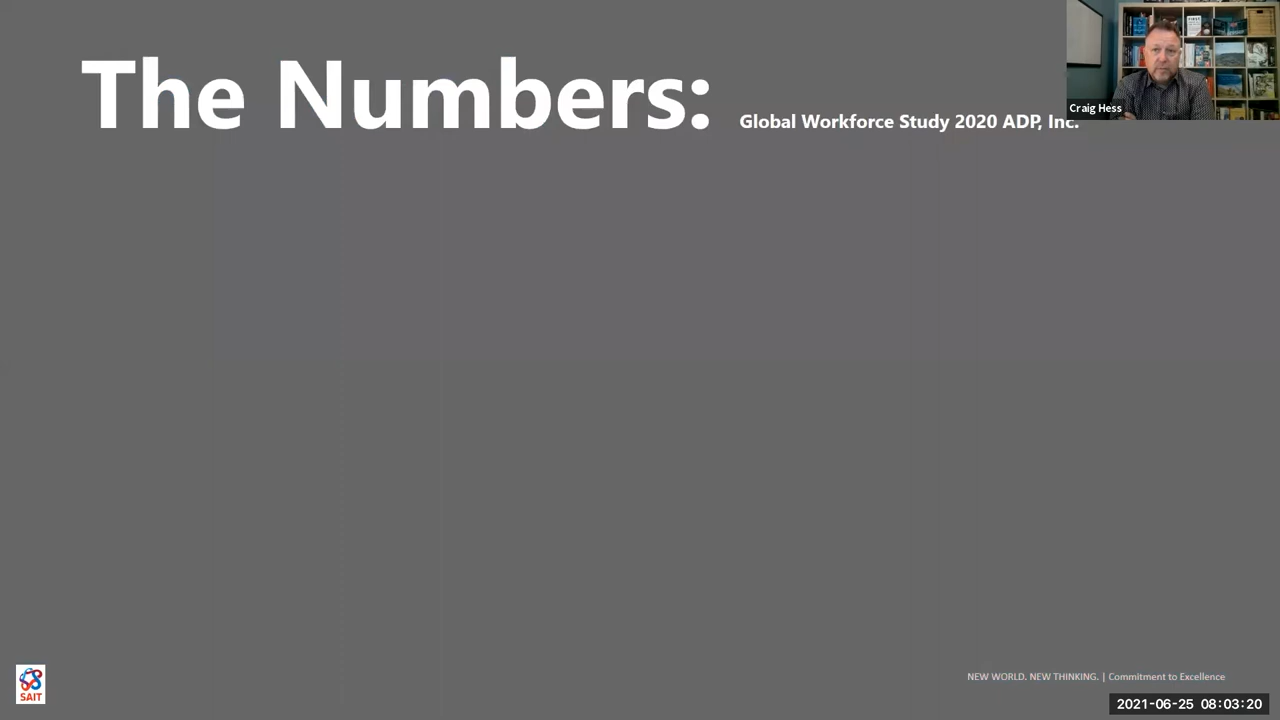 The Numbers:
Global Workforce Study 2020 ADP, Inc.
Craig Hess
SAIT
NEW WORLD. NEW THINKING. | Commitment to Excellence
2021-06-25 08:03:20